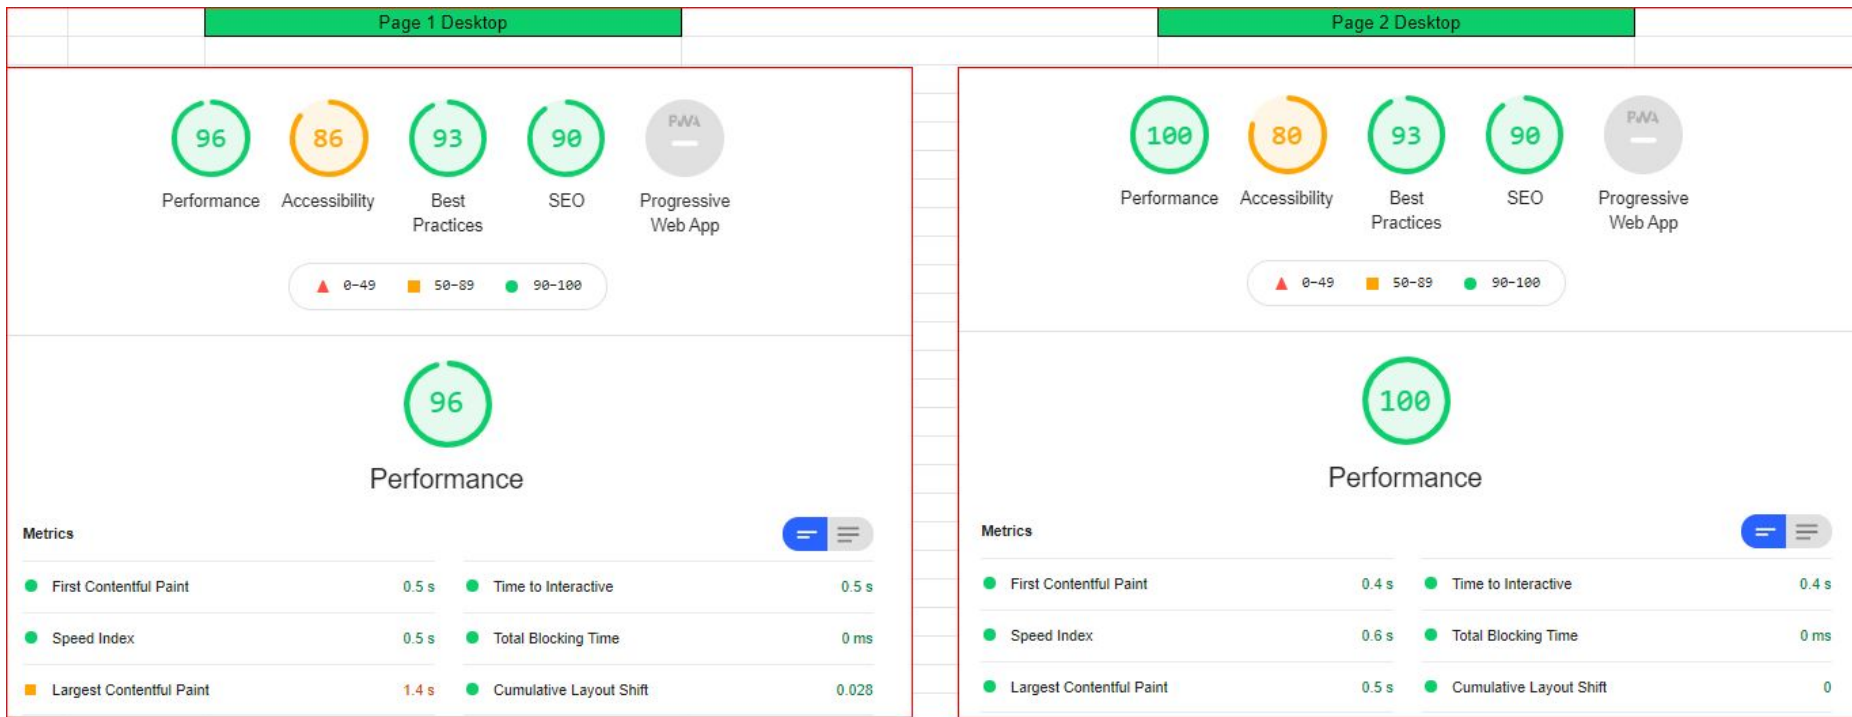 Page 1 Desktop
96
86
93
90
PWA
Performance
Accessibility
Best
Practices
SEO
Progressive
Web App
0–49
50–89
90–100
96
Performance
Metrics
First Contentful Paint 0.5 s
Time to Interactive 0.5 s
Speed Index 0.5 s
Total Blocking Time 0 ms
Largest Contentful Paint 1.4 s
Cumulative Layout Shift 0.028
Page 2 Desktop
100
80
93
90
PWA
Performance
Accessibility
Best
Practices
SEO
Progressive
Web App
0–49
50–89
90–100
100
Performance
Metrics
First Contentful Paint 0.4 s
Time to Interactive 0.4 s
Speed Index 0.6 s
Total Blocking Time 0 ms
Largest Contentful Paint 0.5 s
Cumulative Layout Shift 0